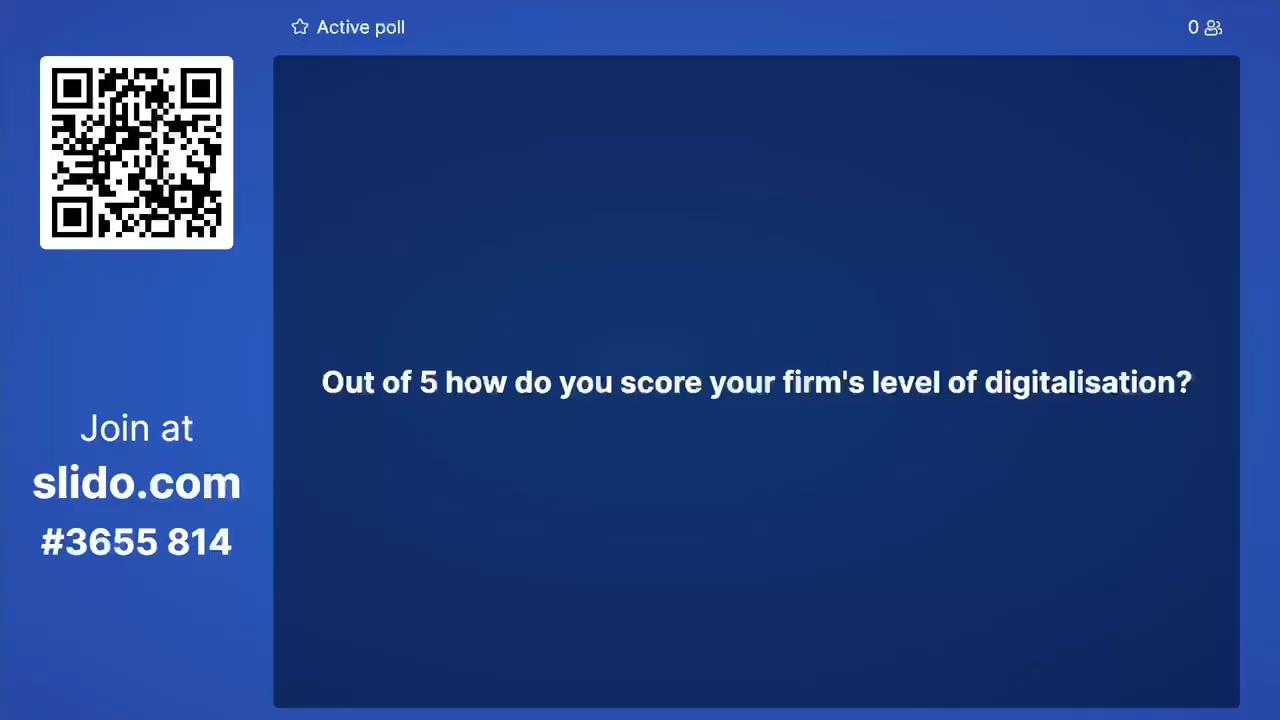 Active poll
0
Out of 5 how do you score your firm's level of digitalisation?
Join at
slido.com
#3655 814